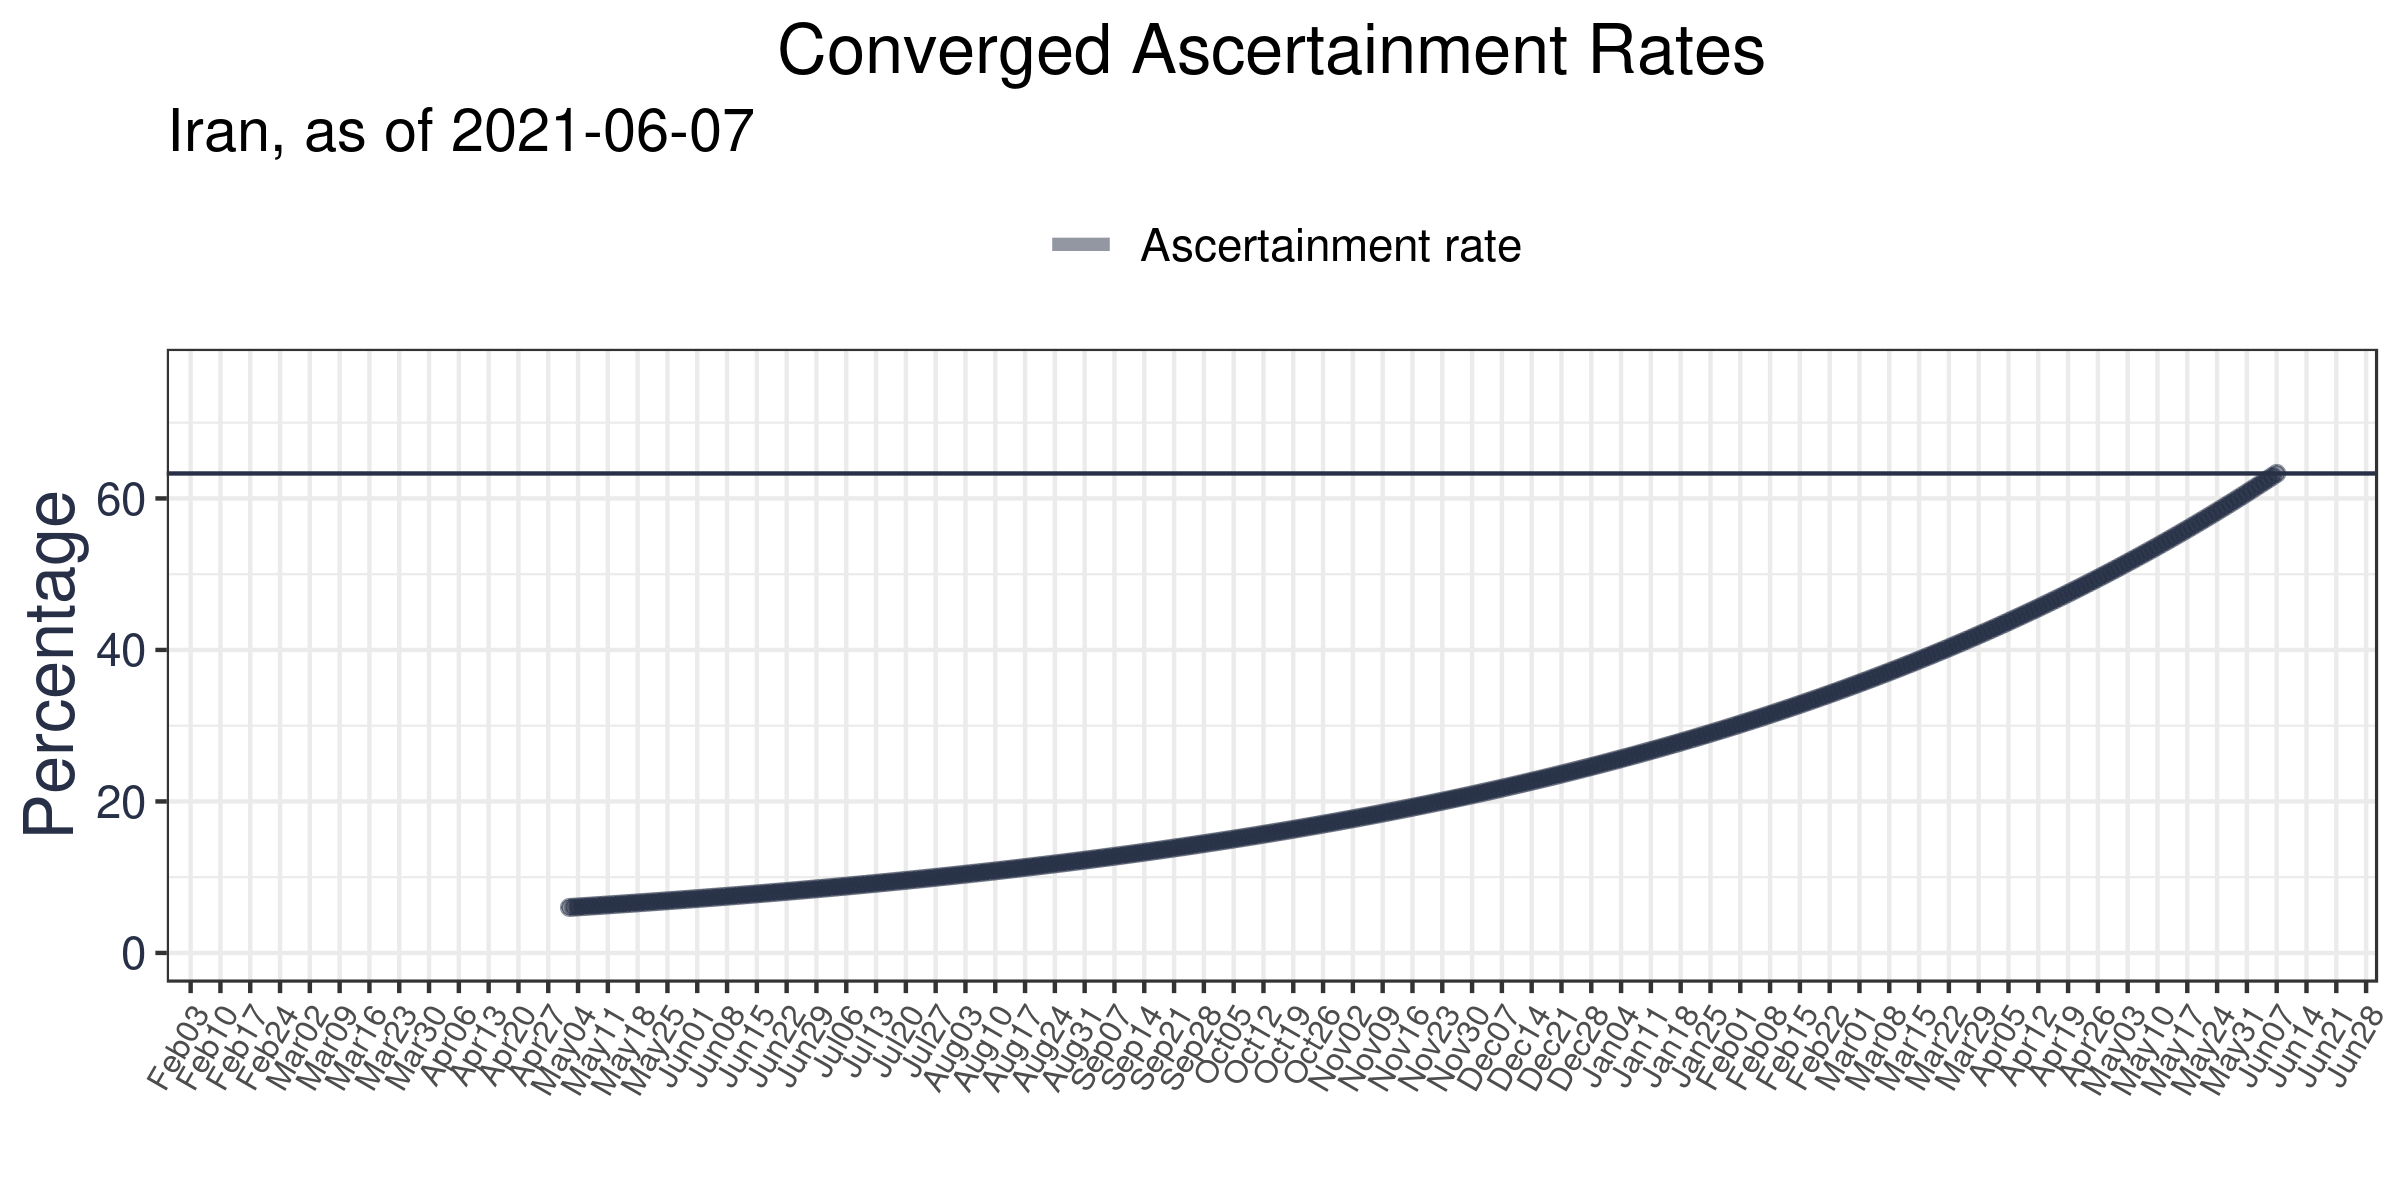 Converged Ascertainment Rates
Iran, as of 2021-06-07
Ascertainment rate
Percentage
60
40
20
0
Feb03
Feb10
Feb17
Feb24
Mar02
Mar09
Mar16
Mar23
Mar30
Apr06
Apr13
Apr20
Apr27
May04
May11
May18
May25
Jun01
Jun08
Jun15
Jun22
Jun29
Jul06
Jul13
Jul20
Jul27
Aug03
Aug10
Aug17
Aug24
Aug31
Sep07
Sep14
Sep21
Sep28
Oct05
Oct12
Oct19
Oct26
Nov02
Nov09
Nov16
Nov23
Nov30
Dec07
Dec14
Dec21
Dec28
Jan04
Jan11
Jan18
Jan25
Feb01
Feb08
Feb15
Feb22
Mar01
Mar08
Mar15
Mar22
Mar29
Apr05
Apr12
Apr19
Apr26
May03
May10
May17
May24
May31
Jun07
Jun14
Jun21
Jun28